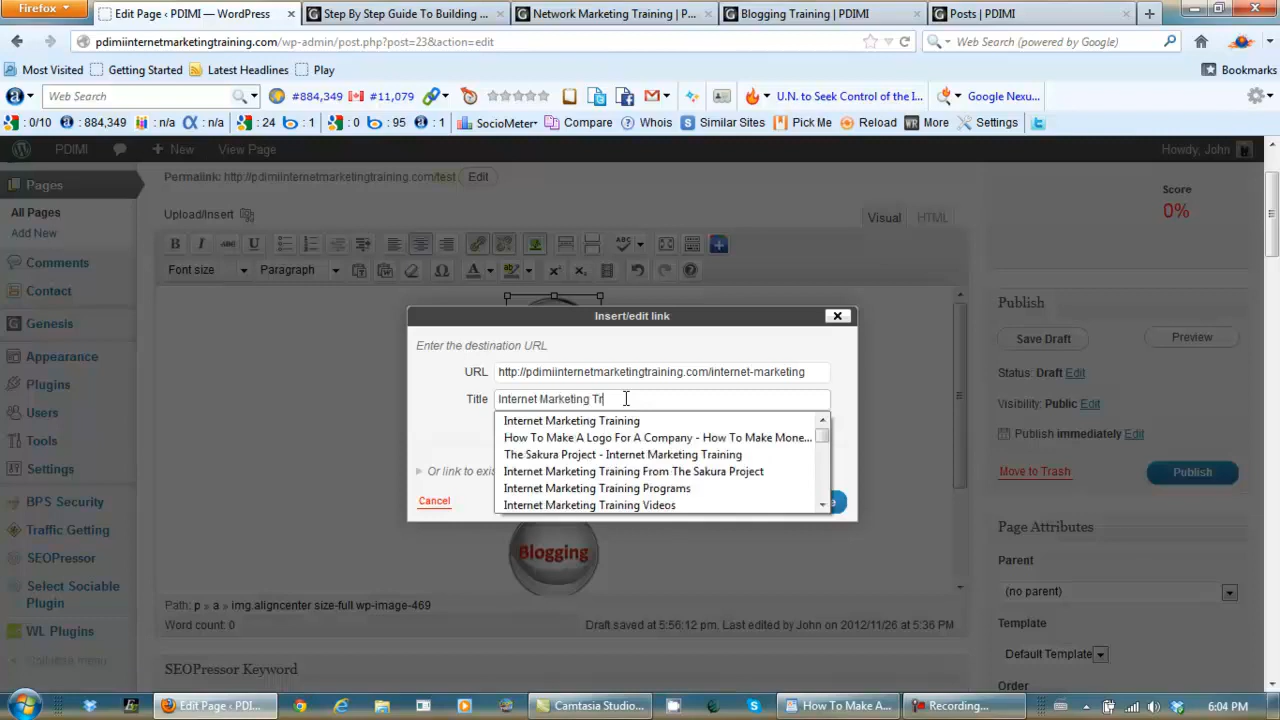 Firefox
Edit Page ‹ PDIMI — WordPress
Step By Step Guide To Building ...
Network Marketing Training | P...
Blogging Training | PDIMI
Posts | PDIMI
pdimiinternetmarketingtraining.com/wp-admin/post.php?post=23&action=edit
Web Search (powered by Google)
Most Visited
Getting Started
Latest Headlines
Play
Bookmarks
Web Search
#884,349
#11,079
U.N. to Seek Control of the I...
Google Nexu...
: 0/10
: 884,349
: n/a
: n/a
: 24
: 1
: 0
: 95
: 1
SocioMeter
Compare
Whois
Similar Sites
Pick Me
Reload
More
Settings
PDIMI
New
View Page
Howdy, John
Pages
All Pages
Add New
Comments
Contact
Genesis
Appearance
Plugins
Users
Tools
Settings
BPS Security
Traffic Getting
SEOPressor
Select Sociable
Plugin
WL Plugins
Collapse menu
Permalink: http://pdimiinternetmarketingtraining.com/test
Edit
Upload/Insert
Visual
HTML
B I ABC U
ABC
Font size
Paragraph
Insert/edit link
Enter the destination URL
URL
http://pdimiinternetmarketingtraining.com/internet-marketing
Title
Internet Marketing Tr
Internet Marketing Training
How To Make A Logo For A Company - How To Make Mone...
The Sakura Project - Internet Marketing Training
Internet Marketing Training From The Sakura Project
Internet Marketing Training Programs
Internet Marketing Training Videos
Or link to exis
Cancel
Blogging
Path: p » a » img.aligncenter size-full wp-image-469
Word count: 0
Draft saved at 5:56:12 pm. Last edited by John on 2012/11/26 at 5:36 PM
SEOPressor Keyword
Score
0%
Publish
Save Draft
Preview
Status: Draft Edit
Visibility: Public Edit
Publish immediately Edit
Move to Trash
Publish
Page Attributes
Parent
(no parent)
Template
Default Template
Order
Edit Page ‹ PDI...
Camtasia Studio...
How To Make A...
Recording...
6:04 PM